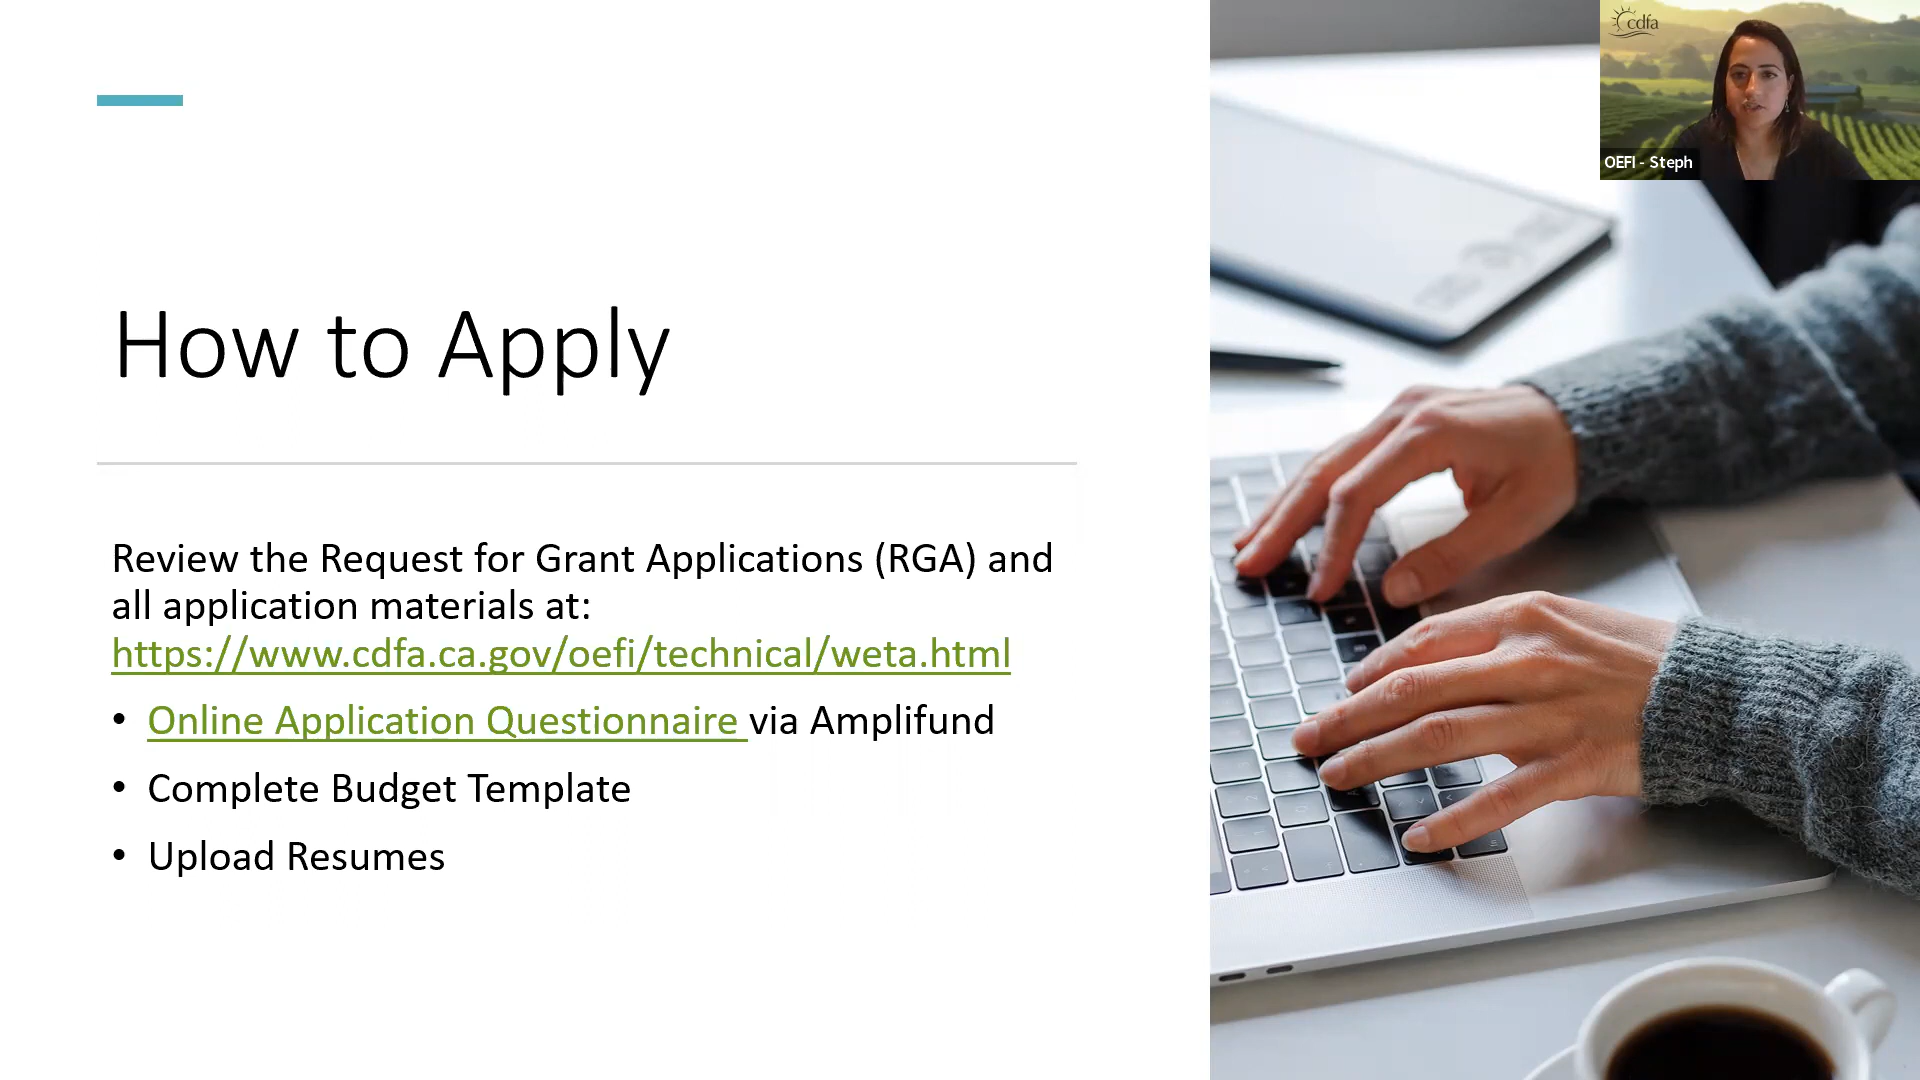 cdfa
OEFI - Steph
How to Apply
Review the Request for Grant Applications (RGA) and
all application materials at:
https://www.cdfa.ca.gov/oefi/technical/weta.html
• Online Application Questionnaire via Amplifund
• Complete Budget Template
• Upload Resumes